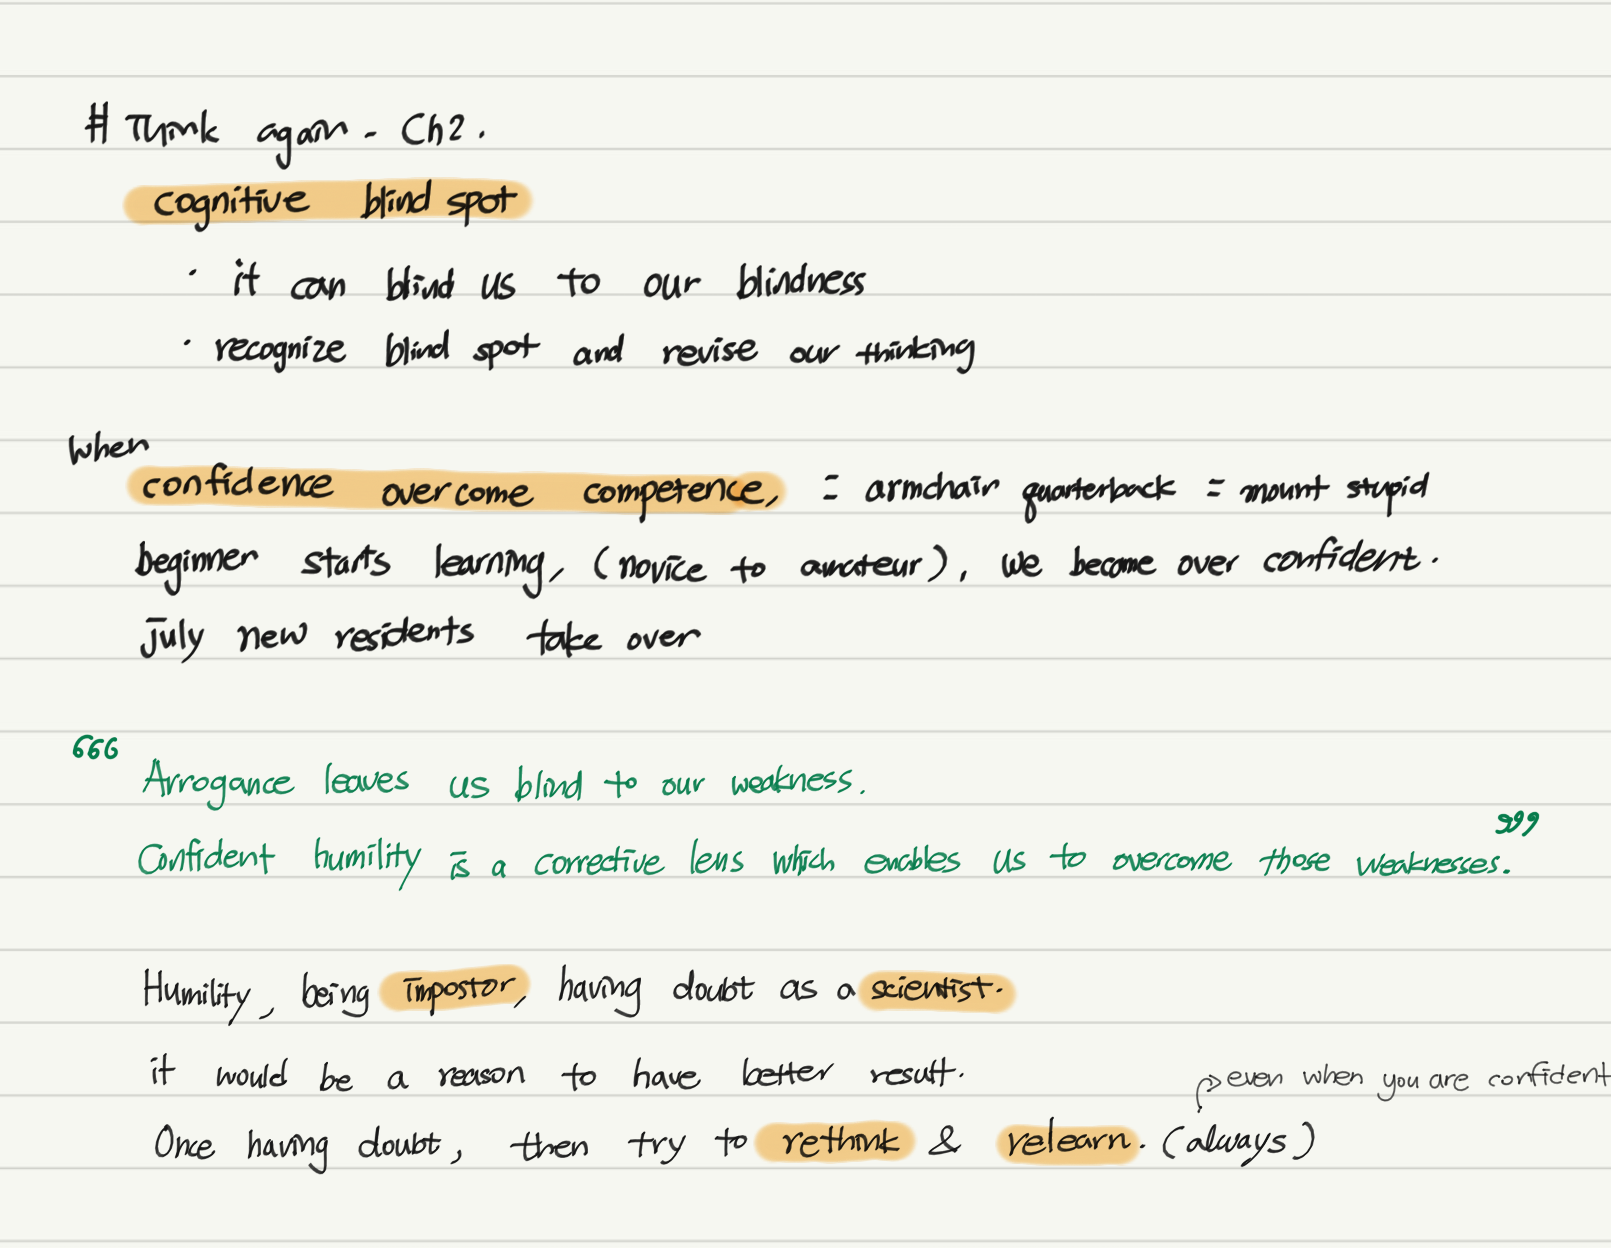 # Think again - Ch2.
cognitive blind spot
· it can blind us to our blindness
· recognize blind spot and revise our thinking
when
confidence overcome competence, = armchair quarterback = mount stupid
beginner starts learning, (novice to amateur), we become over confident.
July new residents take over
666
Arrogance leaves us blind to our weakness.
999
Confident humility is a corrective lens which enables us to overcome those weaknesses.
Humility, being impostor, having doubt as a scientist.
it would be a reason to have better result.
even when you are confident
Once having doubt, then try to rethink & relearn. (always)